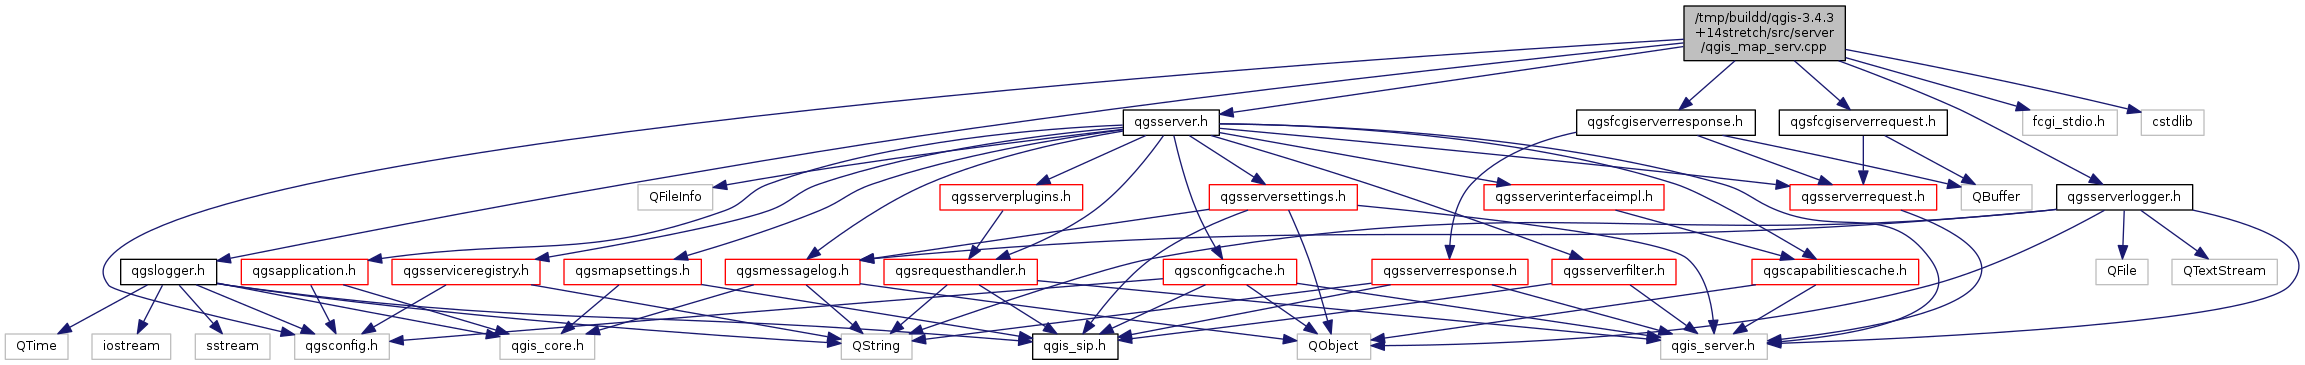 /tmp/buildd/qgis-3.4.3
+14stretch/src/server
/qgis_map_serv.cpp
qgsserver.h
qgsfcgiserverresponse.h
qgsfcgiserverrequest.h
fcgi_stdio.h
cstdlib
QFileInfo
qgsserverplugins.h
qgsserversettings.h
qgsserverinterfaceimpl.h
qgsserverrequest.h
QBuffer
qgsserverlogger.h
qgslogger.h
qgsapplication.h
qgsserviceregistry.h
qgsmapsettings.h
qgsmessagelog.h
qgsrequesthandler.h
qgsconfigcache.h
qgsserverresponse.h
qgsserverfilter.h
qgscapabilitiescache.h
QFile
QTextStream
QTime
iostream
sstream
qgsconfig.h
qgis_core.h
QString
qgis_sip.h
QObject
qgis_server.h